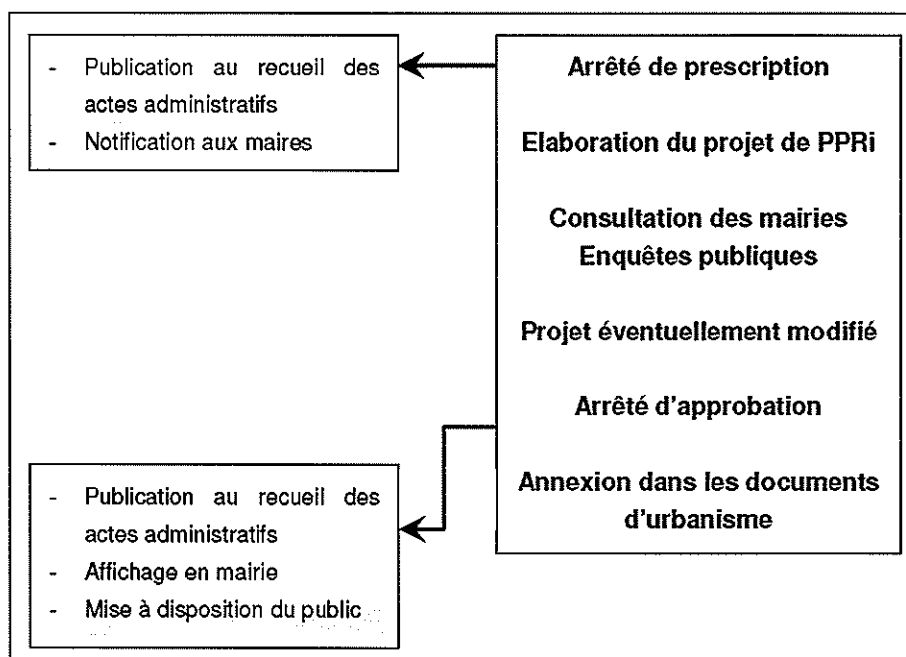 - Publication au recueil des
actes administratifs
- Notification aux maires
Arrêté de prescription
Elaboration du projet de PPRi
Consultation des mairies
Enquêtes publiques
Projet éventuellement modifié
Arrêté d'approbation
Annexion dans les documents
d'urbanisme
- Publication au recueil des
actes administratifs
- Affichage en mairie
- Mise à disposition du public